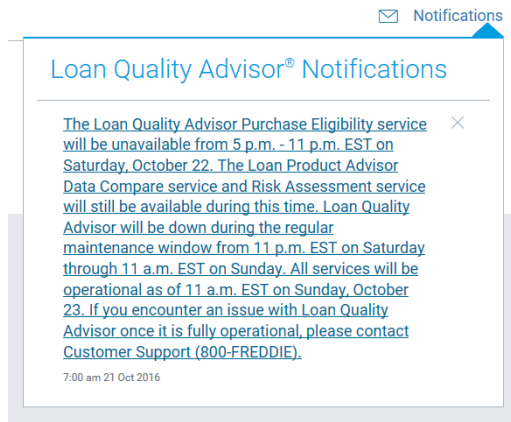 Notifications
Loan Quality Advisor® Notifications
The Loan Quality Advisor Purchase Eligibility service
will be unavailable from 5 p.m. - 11 p.m. EST on
Saturday, October 22. The Loan Product Advisor
Data Compare service and Risk Assessment service
will still be available during this time. Loan Quality
Advisor will be down during the regular
maintenance window from 11 p.m. EST on Saturday
through 11 a.m. EST on Sunday. All services will be
operational as of 11 a.m. EST on Sunday, October
23. If you encounter an issue with Loan Quality
Advisor once it is fully operational, please contact
Customer Support (800-FREDDIE).
7:00 am 21 Oct 2016